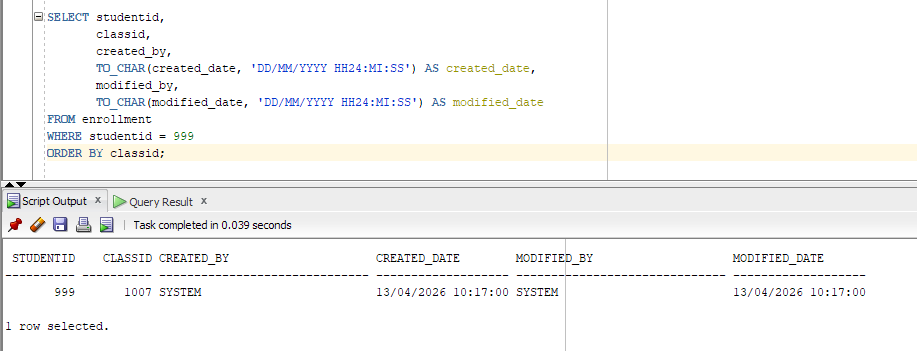 SELECT studentid,
classid,
created_by,
TO_CHAR(created_date, 'DD/MM/YYYY HH24:MI:SS') AS created_date,
modified_by,
TO_CHAR(modified_date, 'DD/MM/YYYY HH24:MI:SS') AS modified_date
FROM enrollment
WHERE studentid = 999
ORDER BY classid;
Script Output x Query Result x
Task completed in 0.039 seconds
STUDENTID CLASSID CREATED_BY CREATED_DATE MODIFIED_BY MODIFIED_DATE
---------- ---------- ------------------------------ ------------------- ------------------------------ -------------------
999 1007 SYSTEM 13/04/2026 10:17:00 SYSTEM 13/04/2026 10:17:00
1 row selected.